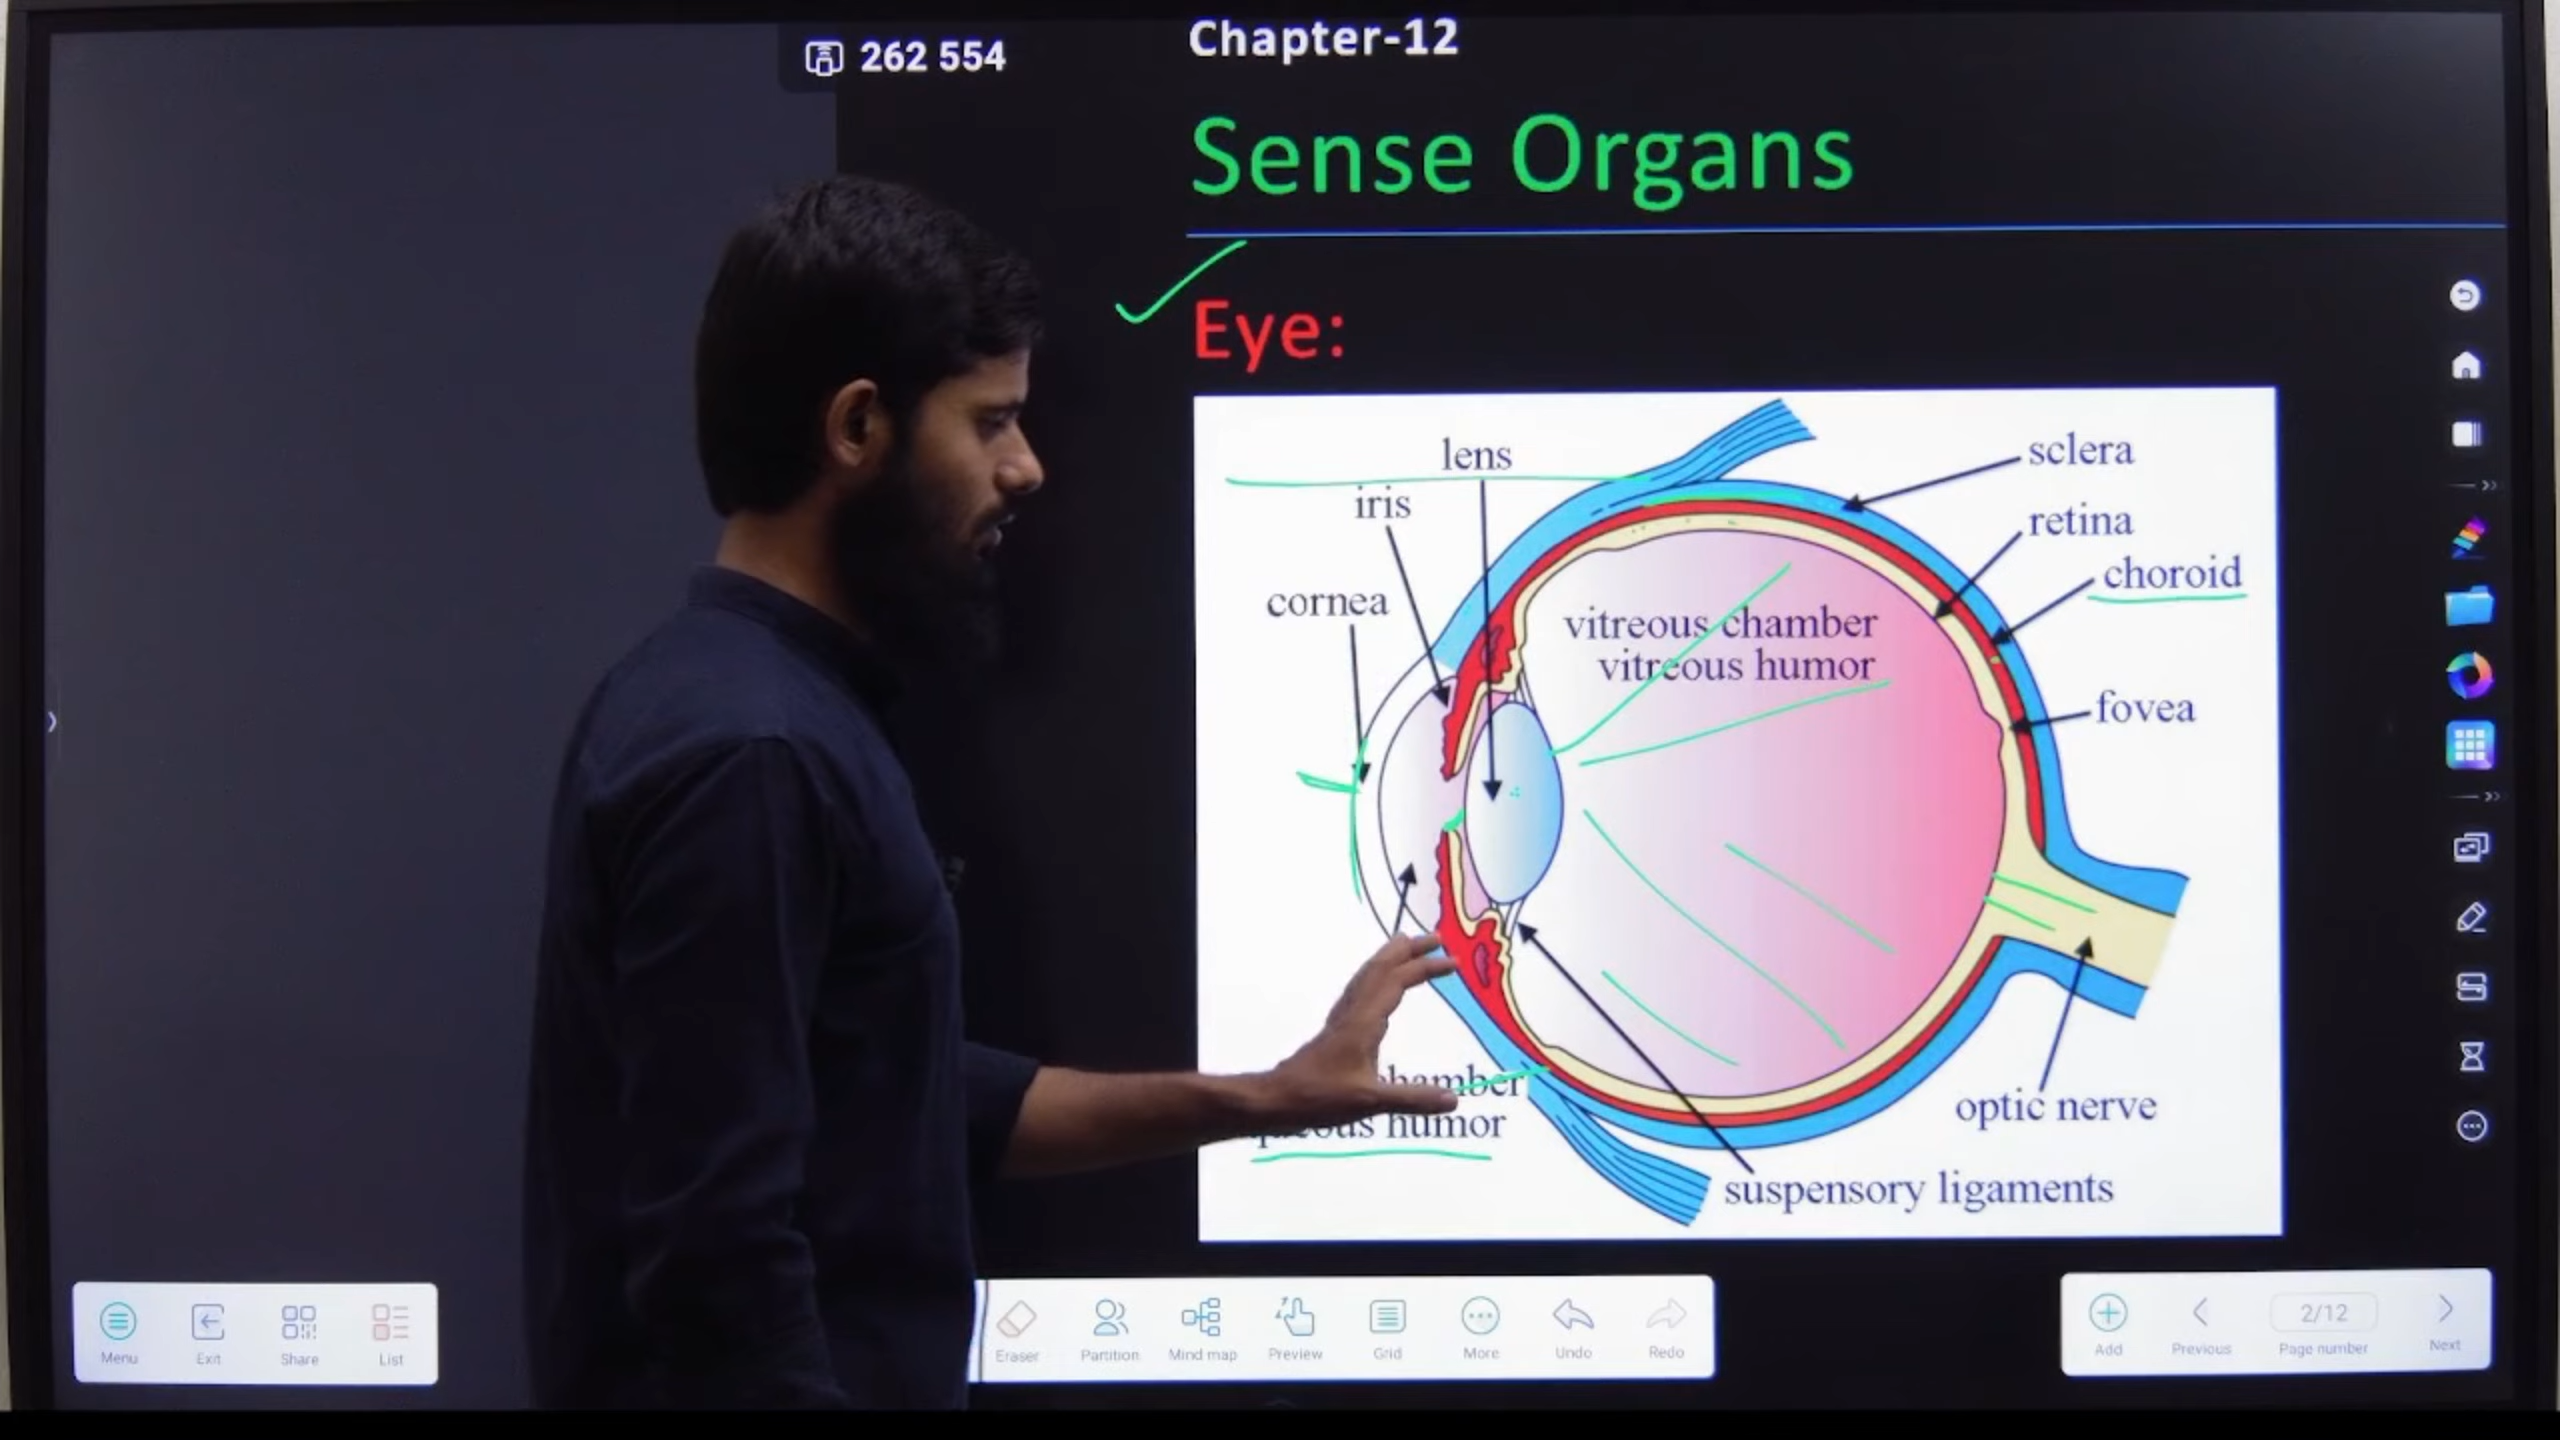 262 554
Chapter-12
Sense Organs
Eye:
lens
sclera
iris
retina
choroid
cornea
vitreous chamber
vitreous humor
fovea
chamber
humor
optic nerve
suspensory ligaments
Menu
Exit
Share
List
Eraser
Partition
Mind map
Preview
Grid
More
Undo
Redo
Add
Previous
2/12
Page number
Next